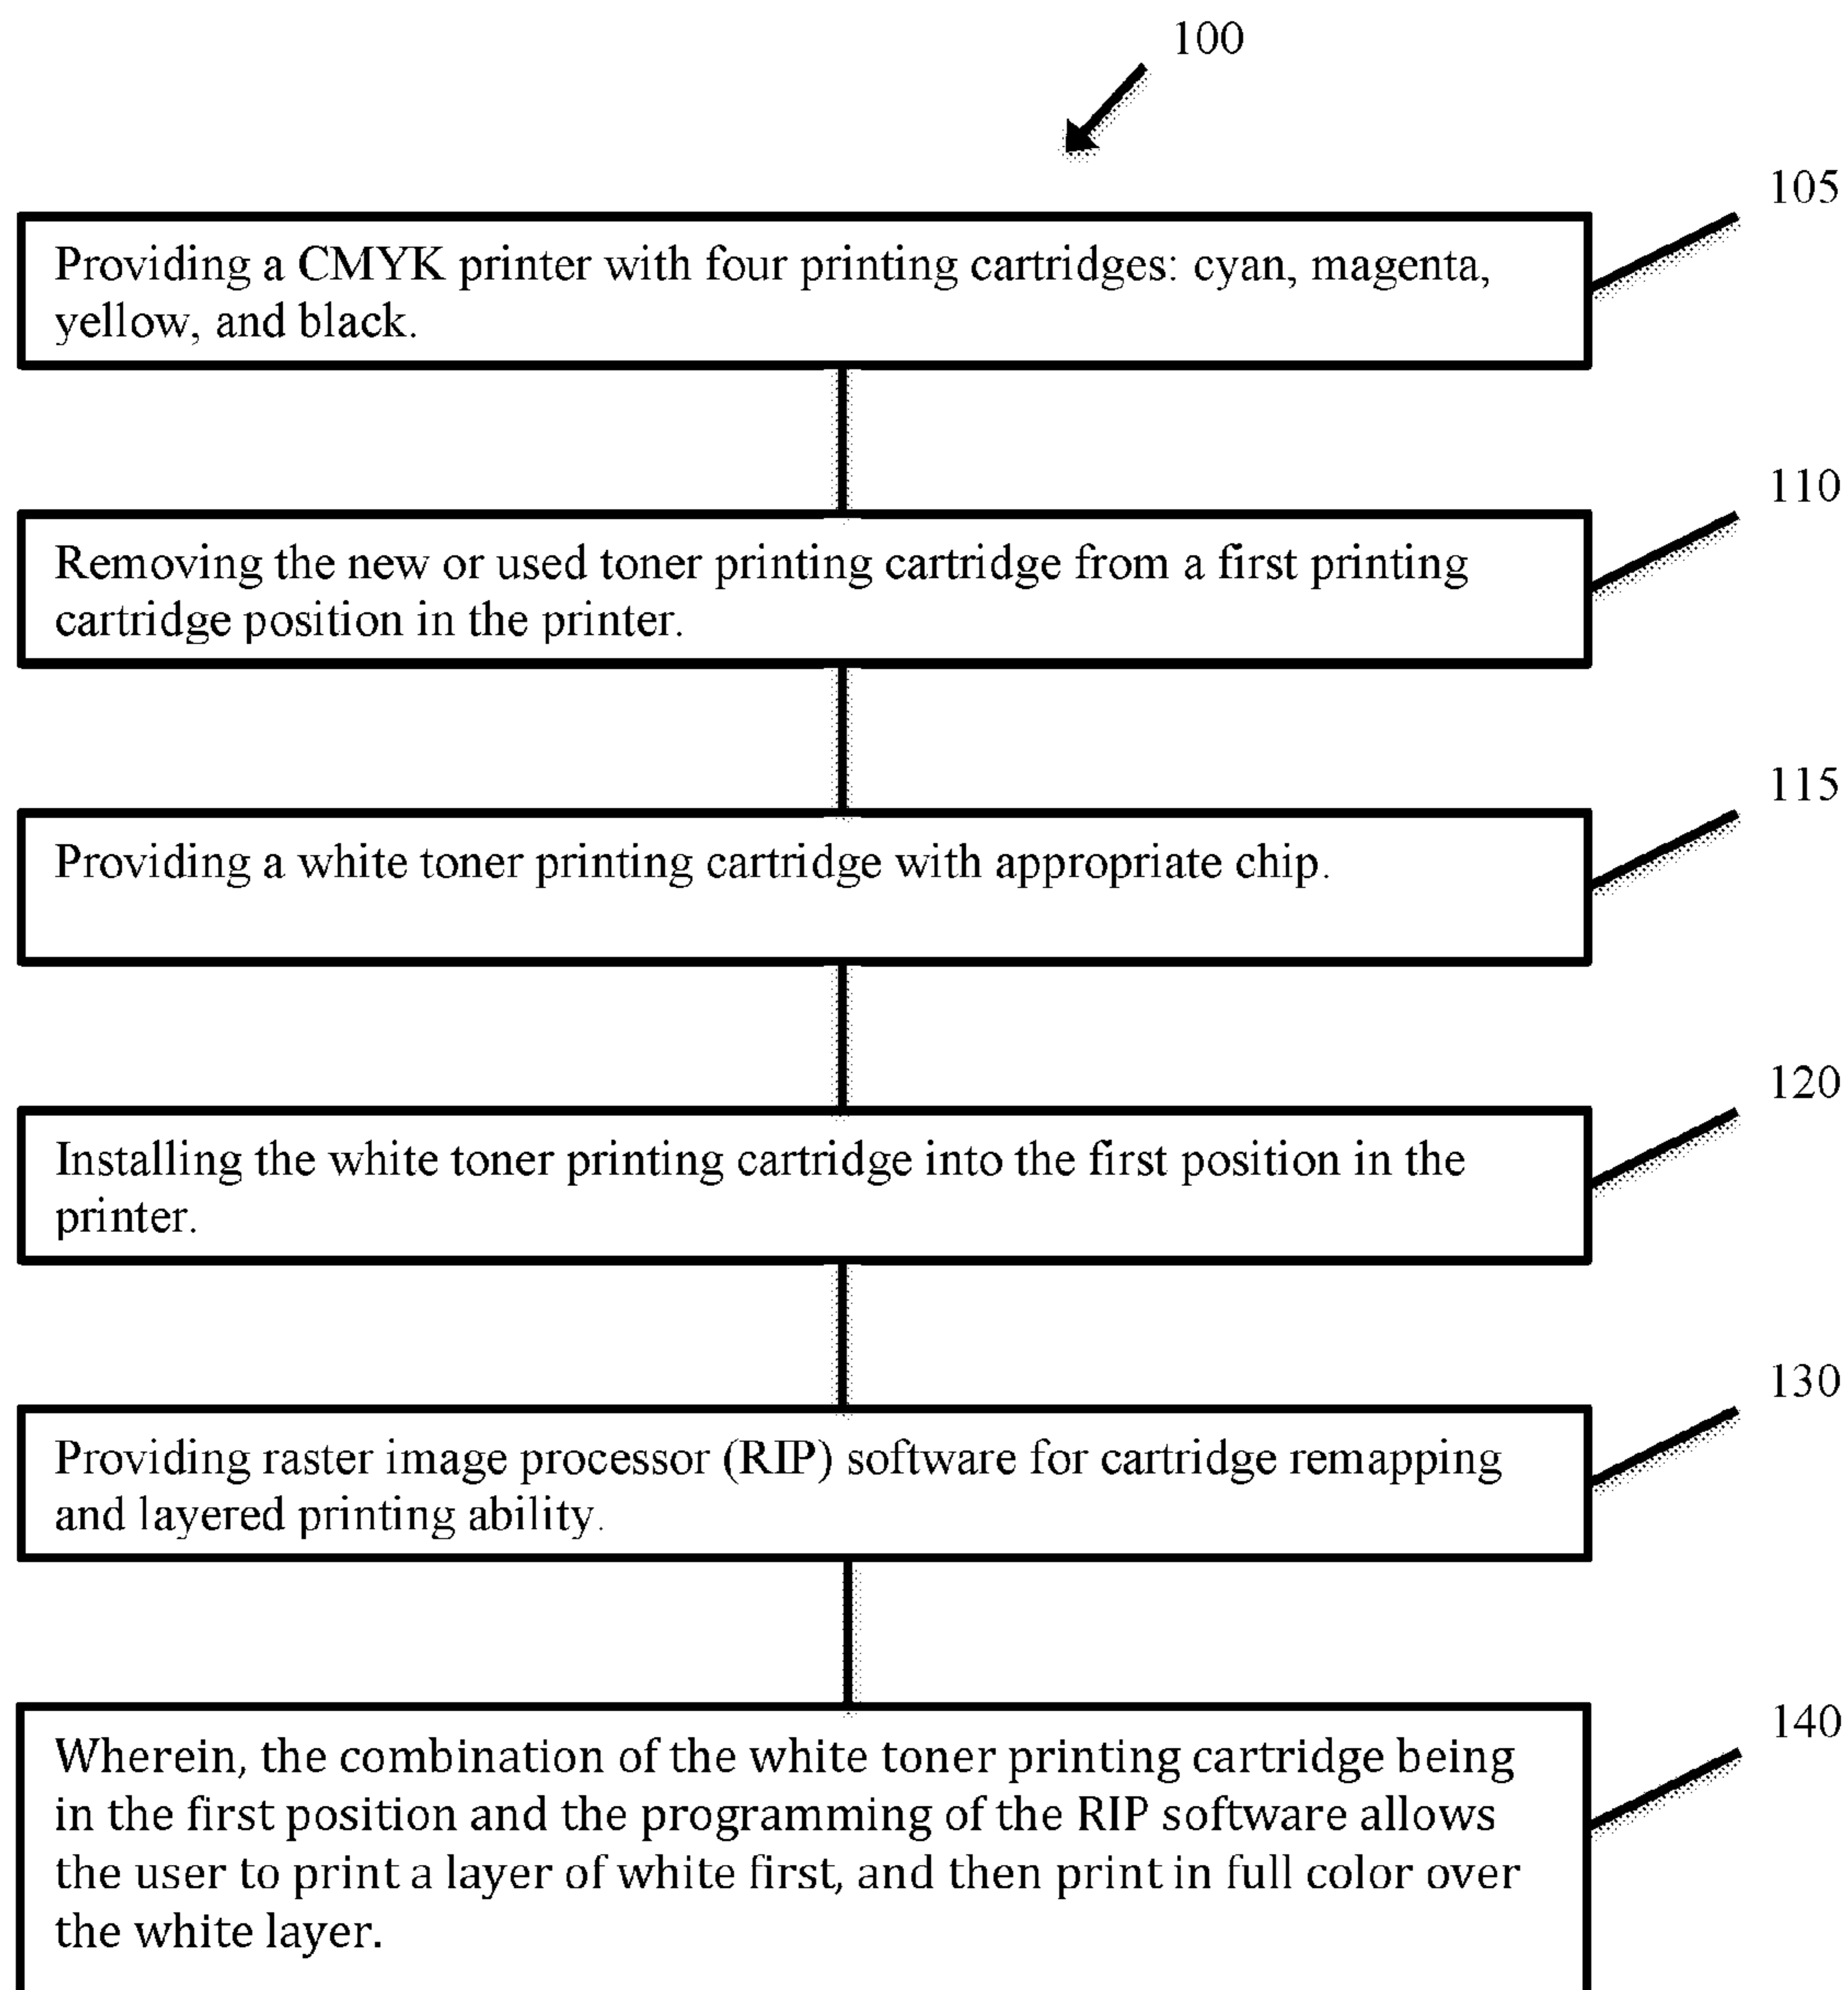 100
105
Providing a CMYK printer with four printing cartridges: cyan, magenta,
yellow, and black.
110
Removing the new or used toner printing cartridge from a first printing
cartridge position in the printer.
115
Providing a white toner printing cartridge with appropriate chip.
120
Installing the white toner printing cartridge into the first position in the
printer.
130
Providing raster image processor (RIP) software for cartridge remapping
and layered printing ability.
140
Wherein, the combination of the white toner printing cartridge being
in the first position and the programming of the RIP software allows
the user to print a layer of white first, and then print in full color over
the white layer.